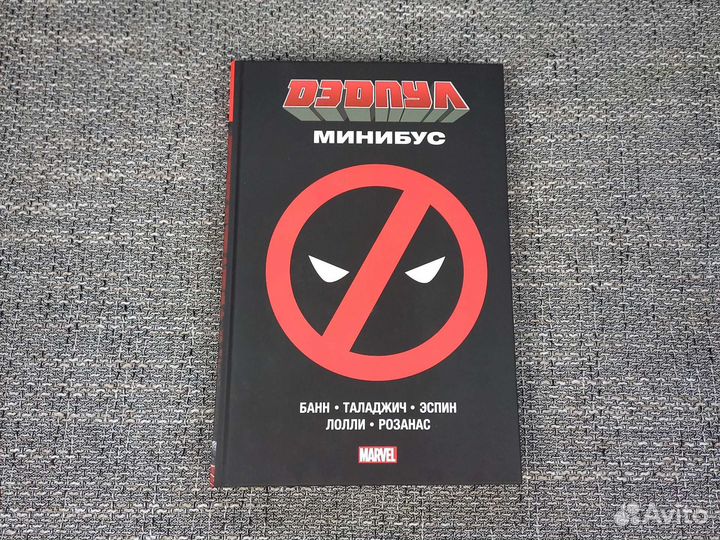 ДЭДПУЛ
МИНИБУС
БАНН • ТАЛАДЖИЧ • ЭСПИН
ЛОЛЛИ • РОЗАНАС
MARVEL
Avito